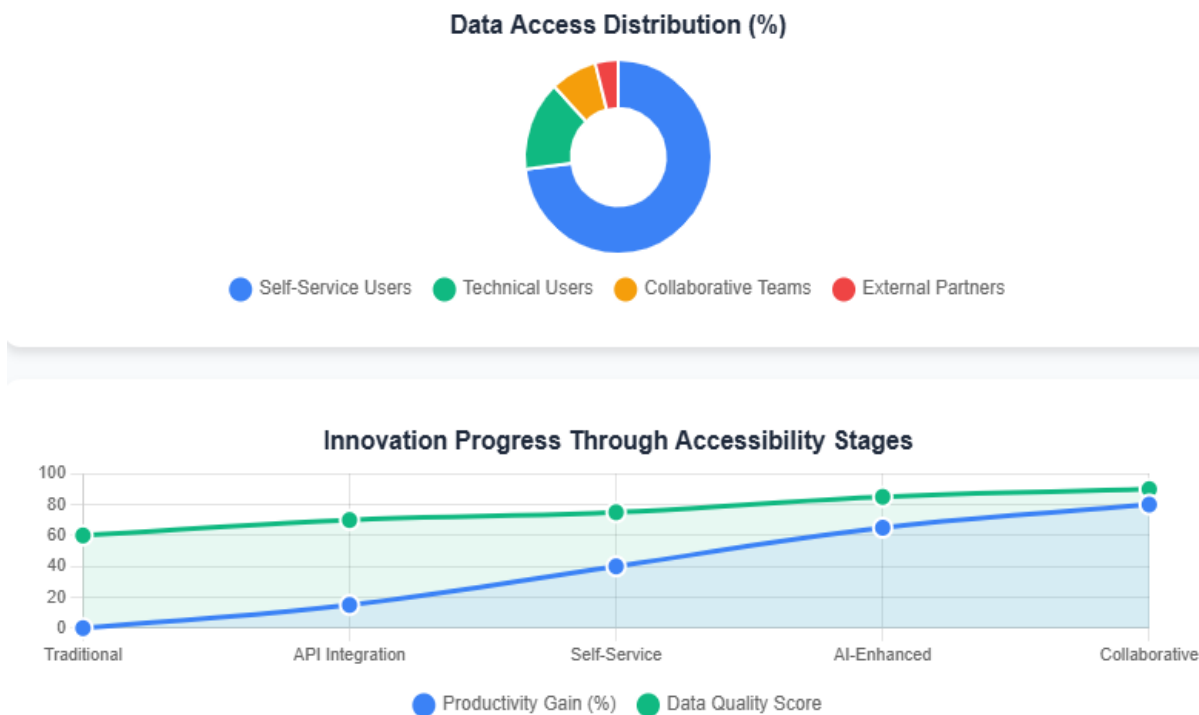 Data Access Distribution (%)
Self-Service Users Technical Users Collaborative Teams External Partners
Innovation Progress Through Accessibility Stages
100
80
60
40
20
0
Traditional API Integration Self-Service AI-Enhanced Collaborative
Productivity Gain (%) Data Quality Score